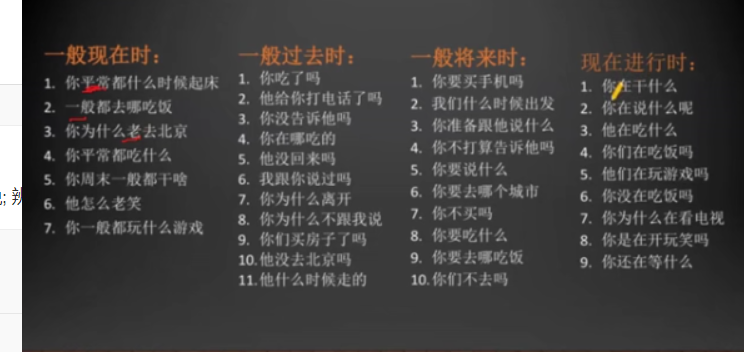 一般现在时：
1. 你平常都什么时候起床
2. 一般都去哪吃饭
3. 你为什么老去北京
4. 你平常都吃什么
5. 你周末一般都干啥
6. 他怎么老笑
7. 你一般都玩什么游戏
一般过去时：
1. 你吃了吗
2. 他给你打电话了吗
3. 你没告诉他吗
4. 你在哪吃的
5. 他没回来吗
6. 我跟你说过吗
7. 你为什么离开
8. 你为什么不跟我说
9. 你们买房子了吗
10. 他没去北京吗
11. 他什么时候走的
一般将来时：
1. 你要买手机吗
2. 我们什么时候出发
3. 你准备跟他说什么
4. 你不打算告诉他吗
5. 你要说什么
6. 你要去哪个城市
7. 你不买吗
8. 你要吃什么
9. 你要去哪吃饭
10. 你们不去吗
现在进行时：
1. 你在干什么
2. 你在说什么呢
3. 他在吃什么
4. 你们在吃饭吗
5. 他们在玩游戏吗
6. 你没在吃饭吗
7. 你为什么在看电视
8. 你是在开玩笑吗
9. 你还在等什么